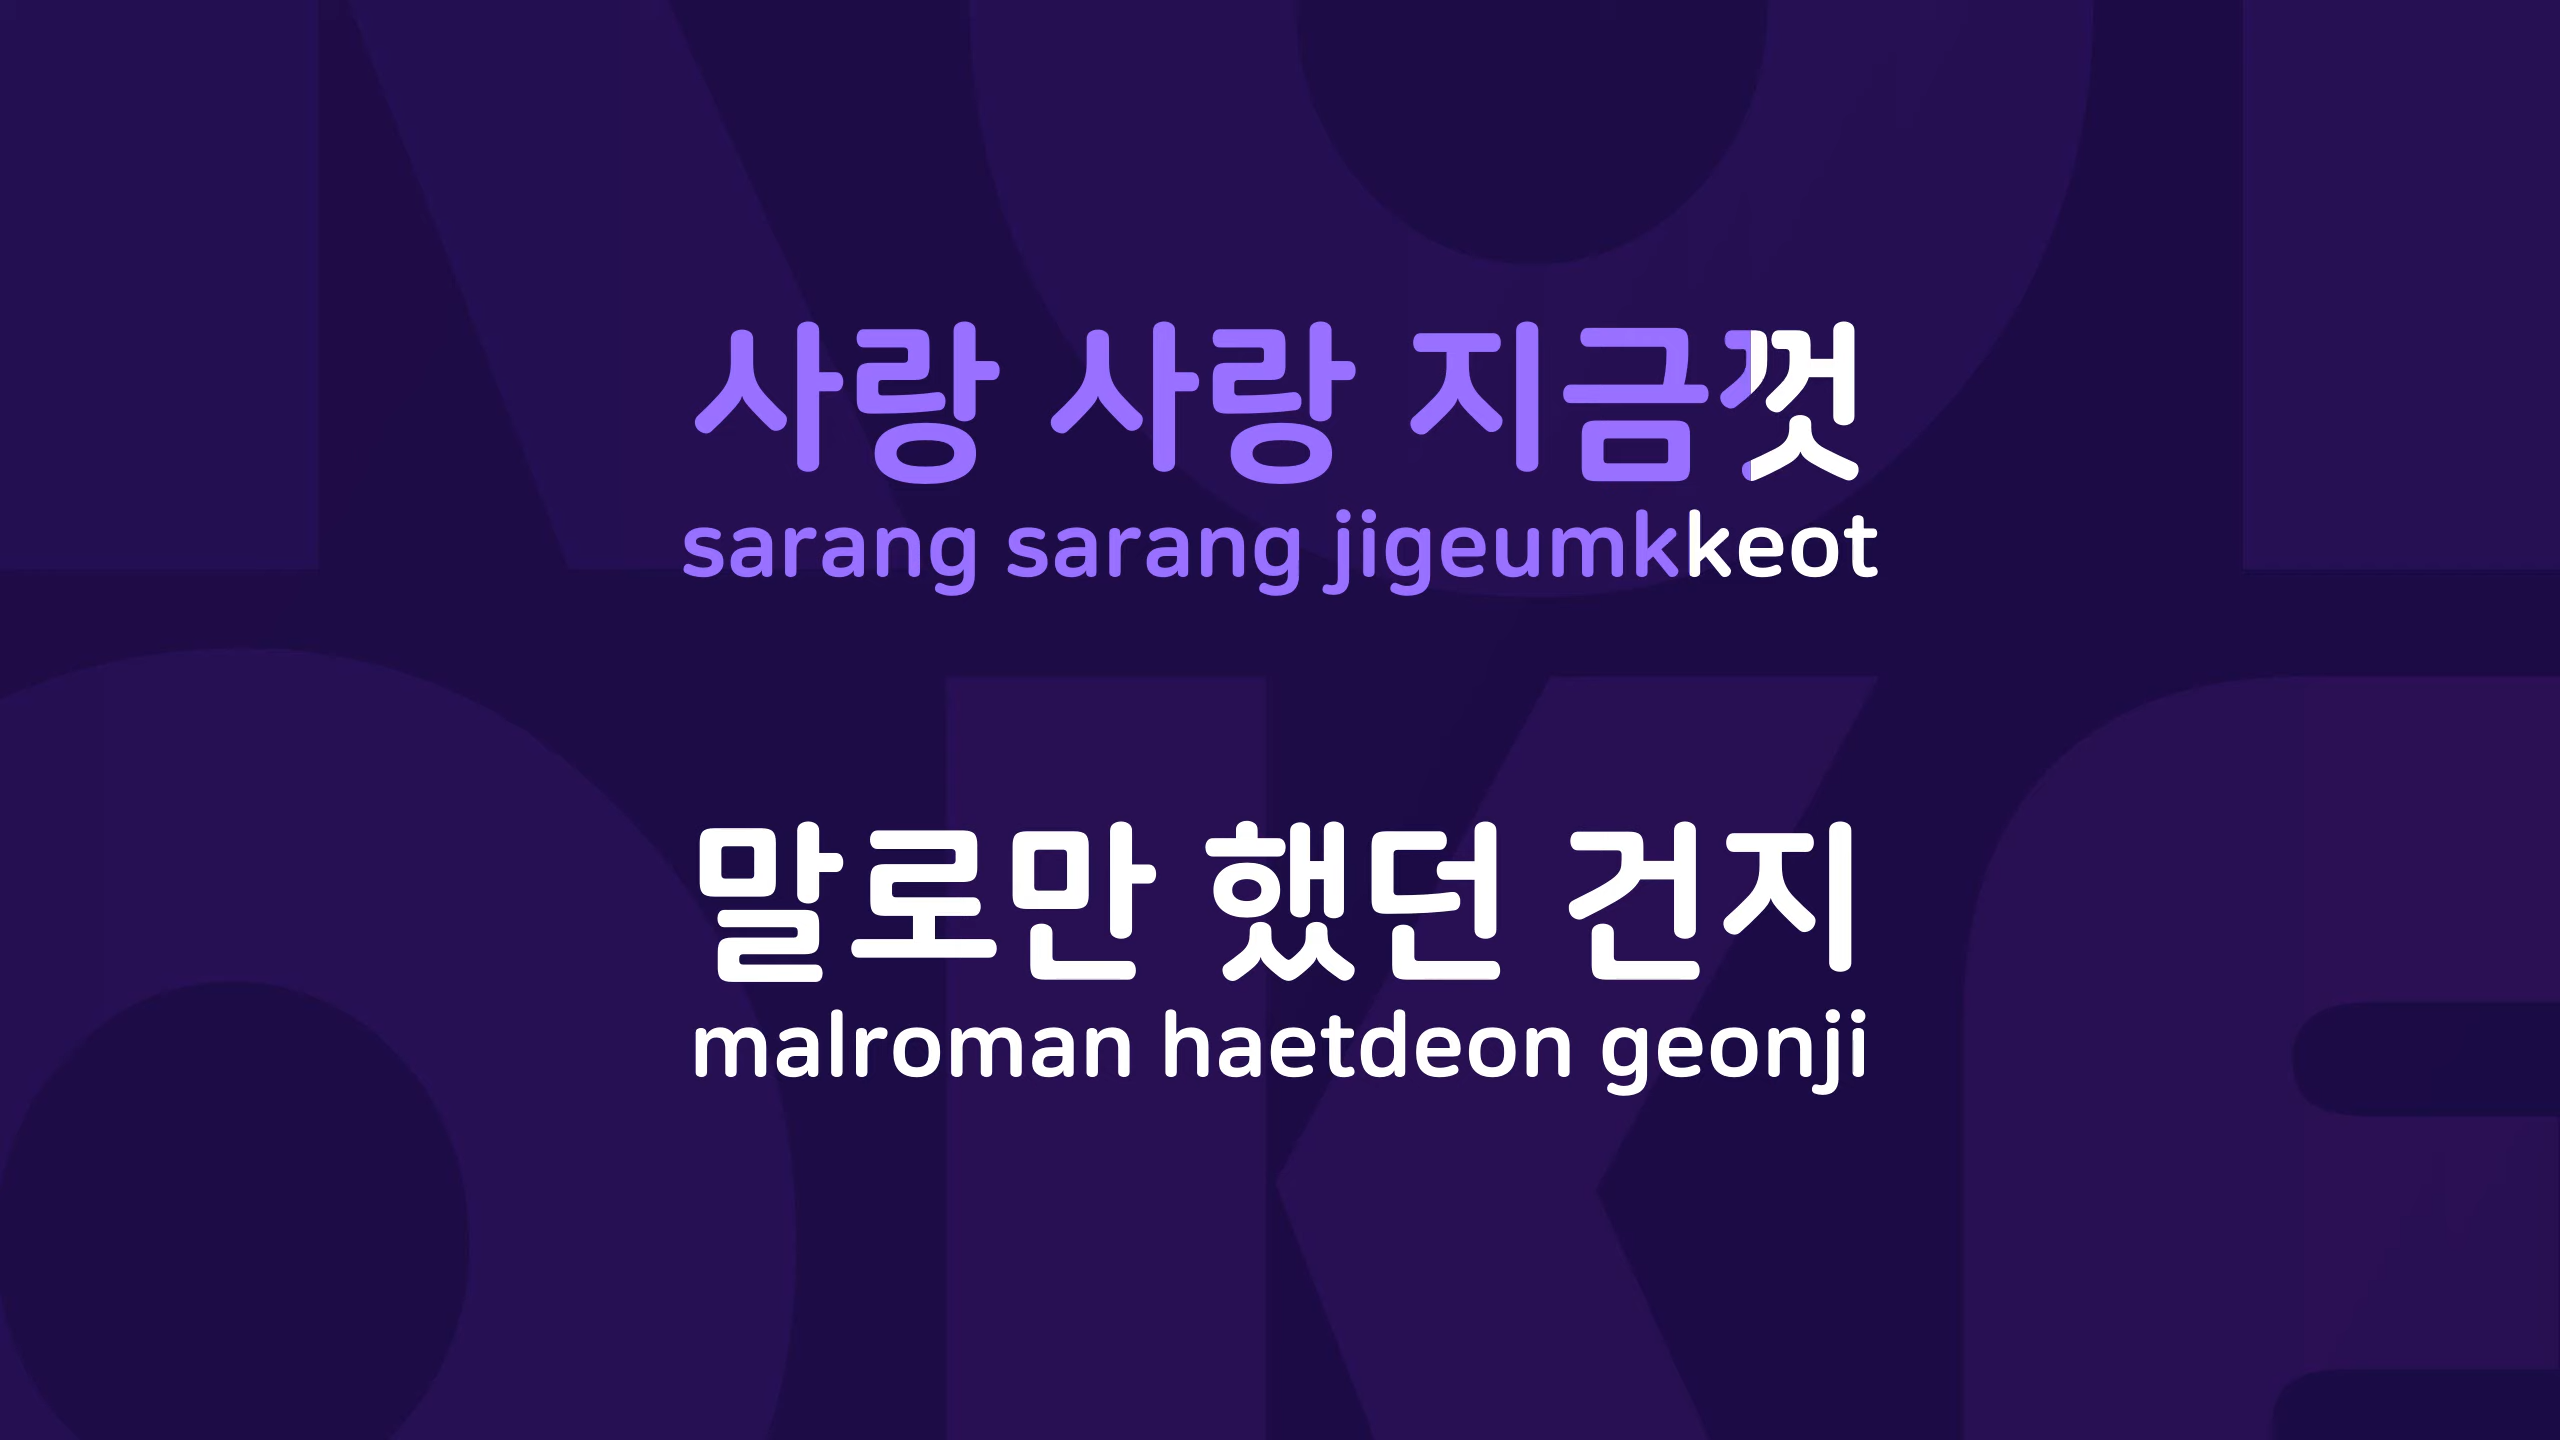 사랑 사랑 지금껏
sarang sarang jigeumkkeot
말로만 했던 건지
malroman haetdeon geonji